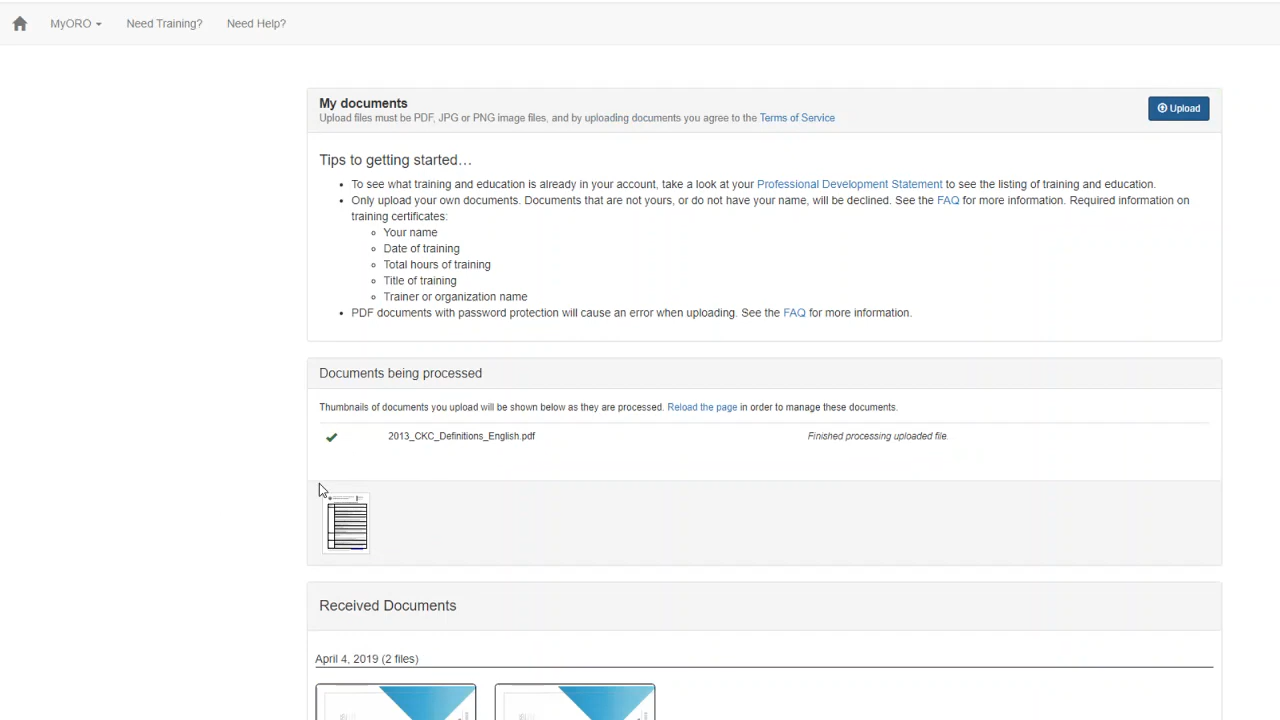 MyORO Need Training? Need Help?
My documents
Upload files must be PDF, JPG or PNG image files, and by uploading documents you agree to the Terms of Service
Upload
Tips to getting started…
To see what training and education is already in your account, take a look at your Professional Development Statement to see the listing of training and education.
Only upload your own documents. Documents that are not yours, or do not have your name, will be declined. See the FAQ for more information. Required information on
training certificates:
Your name
Date of training
Total hours of training
Title of training
Trainer or organization name
PDF documents with password protection will cause an error when uploading. See the FAQ for more information.
Documents being processed
Thumbnails of documents you upload will be shown below as they are processed. Reload the page in order to manage these documents.
2013_CKC_Definitions_English.pdf Finished processing uploaded file.
Received Documents
April 4, 2019 (2 files)